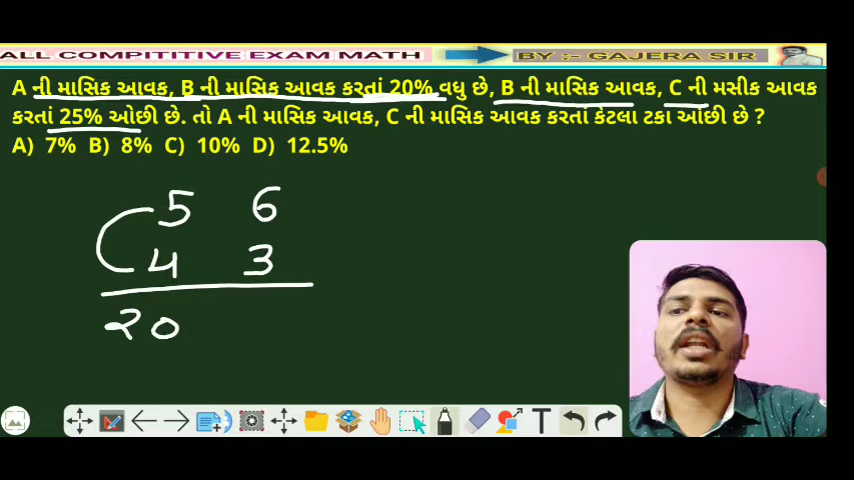 ALL COMPITITIVE EXAM MATH BY :- GAJERA SIR
A ની માસિક આવક, B ની માસિક આવક કરતાં 20% વધુ છે, B ની માસિક આવક, C ની મસીક આવક
કરતાં 25% ઓછી છે. તો A ની માસિક આવક, C ની માસિક આવક કરતાં કેટલા ટકા ઓછી છે ?
A) 7% B) 8% C) 10% D) 12.5%
5 6
4 3
20
T